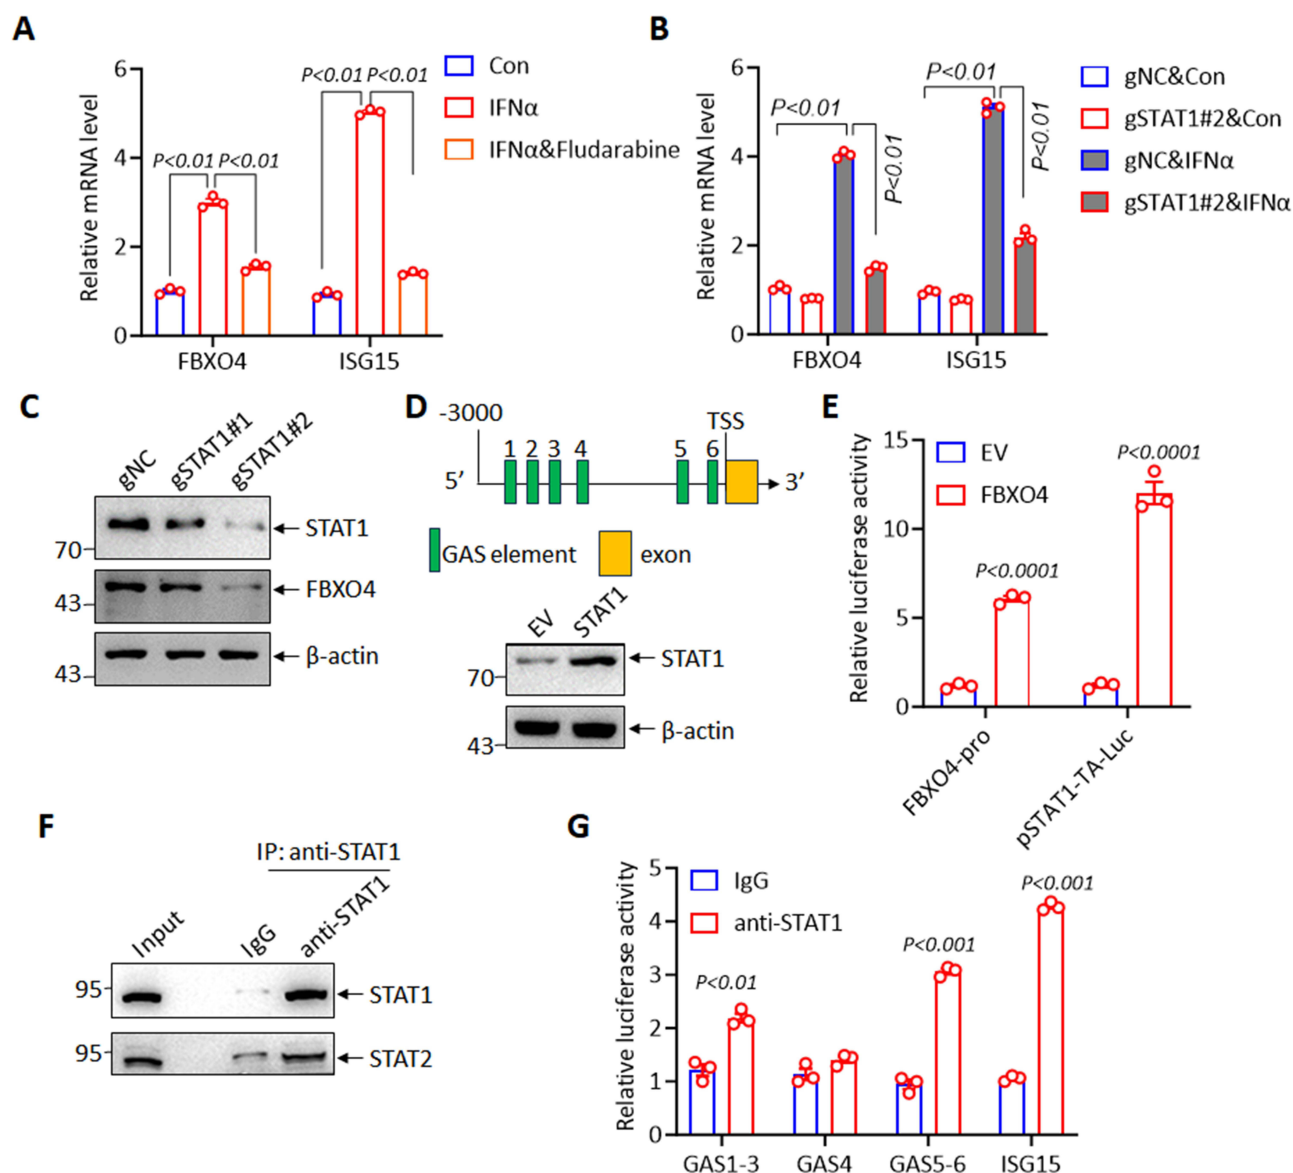 A
Relative mRNA level
6
4
2
0
P<0.01 P<0.01
P<0.01 P<0.01
FBXO4
ISG15
Con
IFNα
IFNα&Fludarabine
B
Relative mRNA level
6
4
2
0
P<0.01
P<0.01
P<0.01
P<0.01
FBXO4
ISG15
gNC&Con
gSTAT1#2&Con
gNC&IFNα
gSTAT1#2&IFNα
C
gNC
gSTAT1#1
gSTAT1#2
STAT1
70
FBXO4
43
β-actin
43
D
-3000
TSS
1 2 3 4 5 6
5’
3’
GAS element
exon
EV
STAT1
STAT1
70
β-actin
43
E
Relative luciferase activity
15
10
5
0
EV
FBXO4
P<0.0001
P<0.0001
FBXO4-pro
pSTAT1-TA-Luc
F
IP: anti-STAT1
Input
IgG
anti-STAT1
95
STAT1
95
STAT2
G
Relative luciferase activity
5
4
3
2
1
0
IgG
anti-STAT1
P<0.01
P<0.001
P<0.001
GAS1-3
GAS4
GAS5-6
ISG15